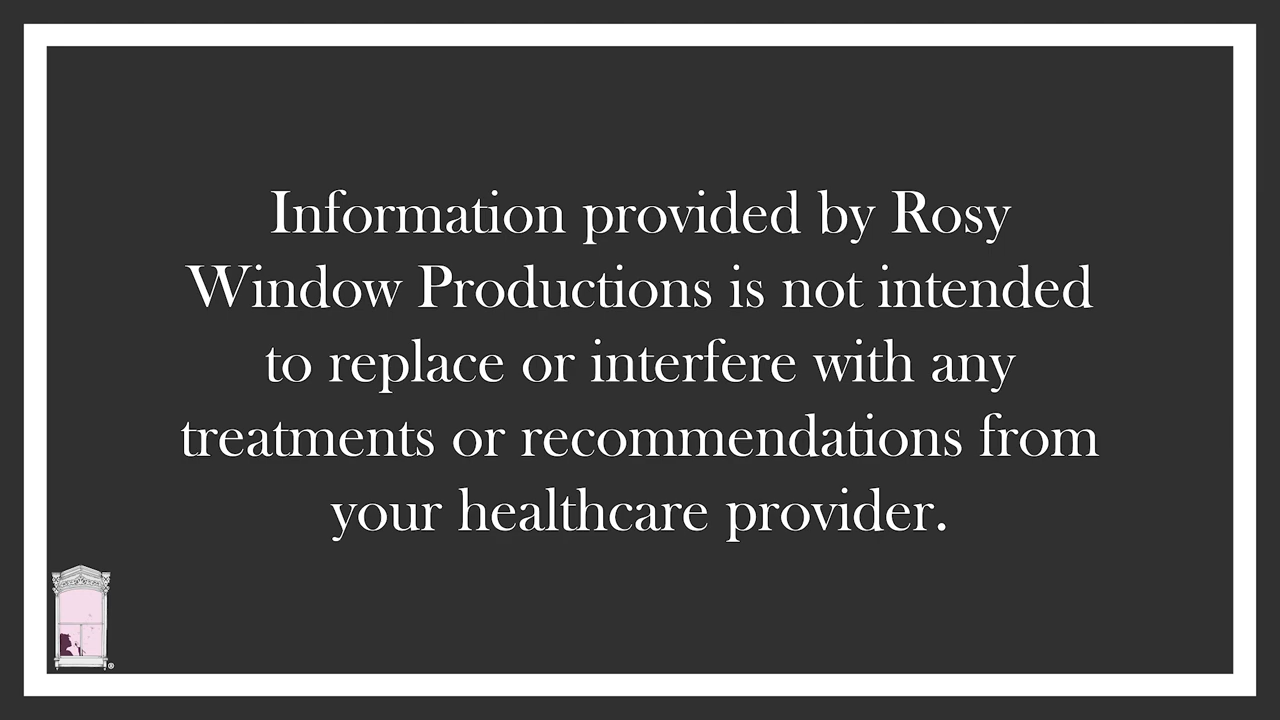 Information provided by Rosy
Window Productions is not intended
to replace or interfere with any
treatments or recommendations from
your healthcare provider.
®